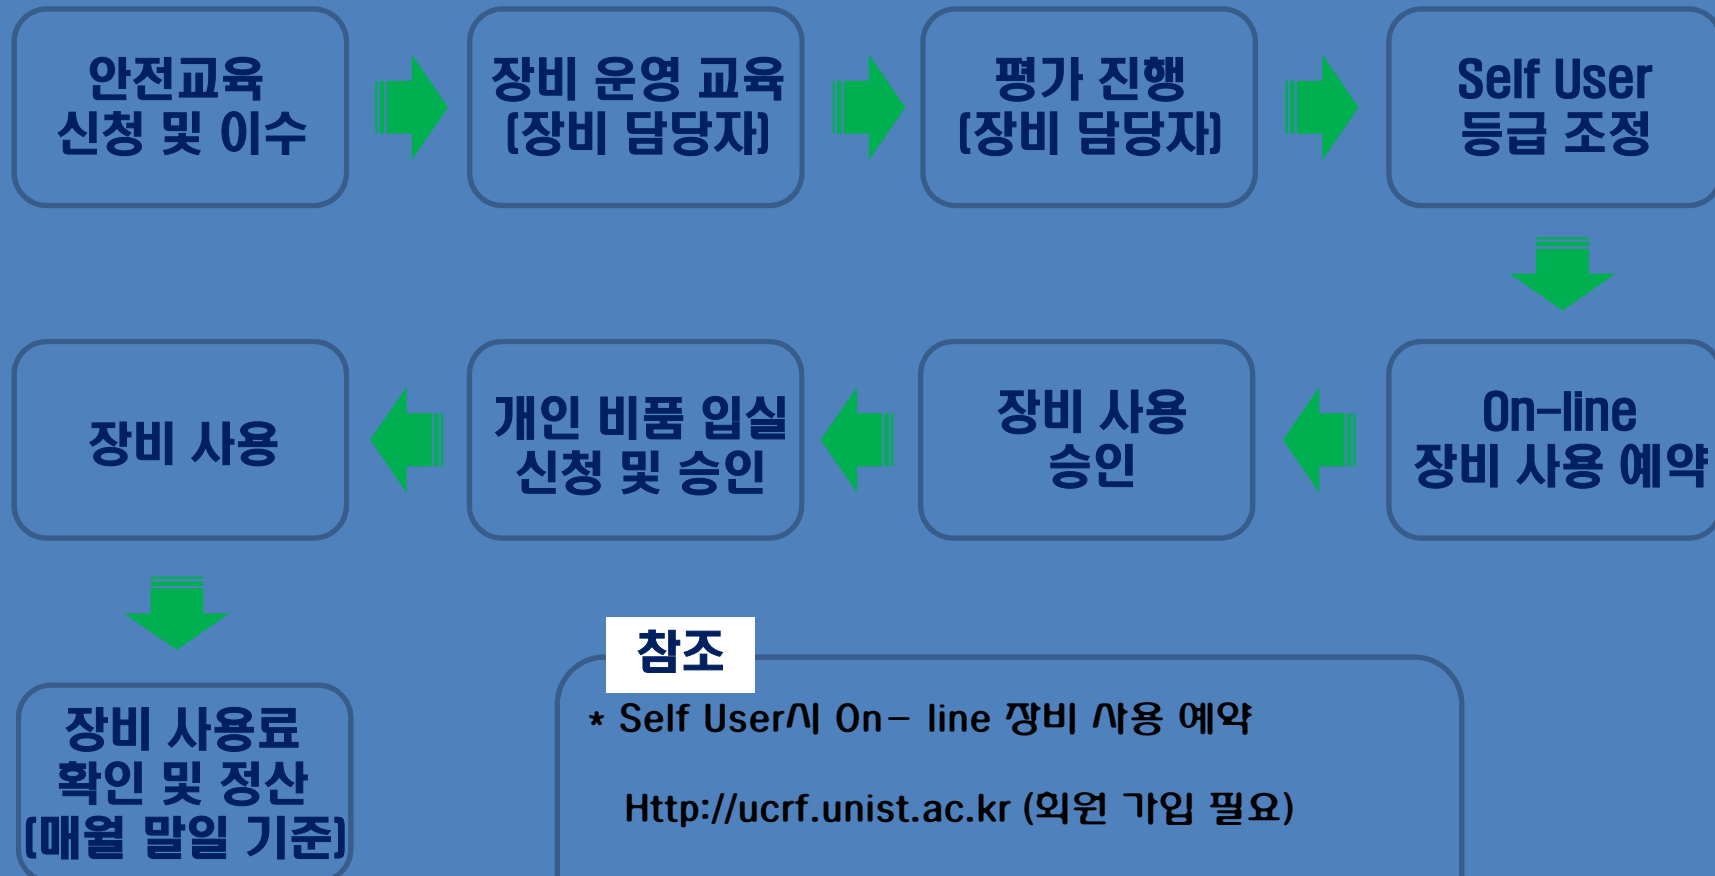 안전교육
신청 및 이수
장비 운영 교육
(장비 담당자)
평가 진행
(장비 담당자)
Self User
등급 조정
장비 사용
개인 비품 입실
신청 및 승인
장비 사용
승인
On-line
장비 사용 예약
장비 사용료
확인 및 정산
(매월 말일 기준)
참조
* Self User시 On- line 장비 사용 예약
Http://ucrf.unist.ac.kr (회원 가입 필요)